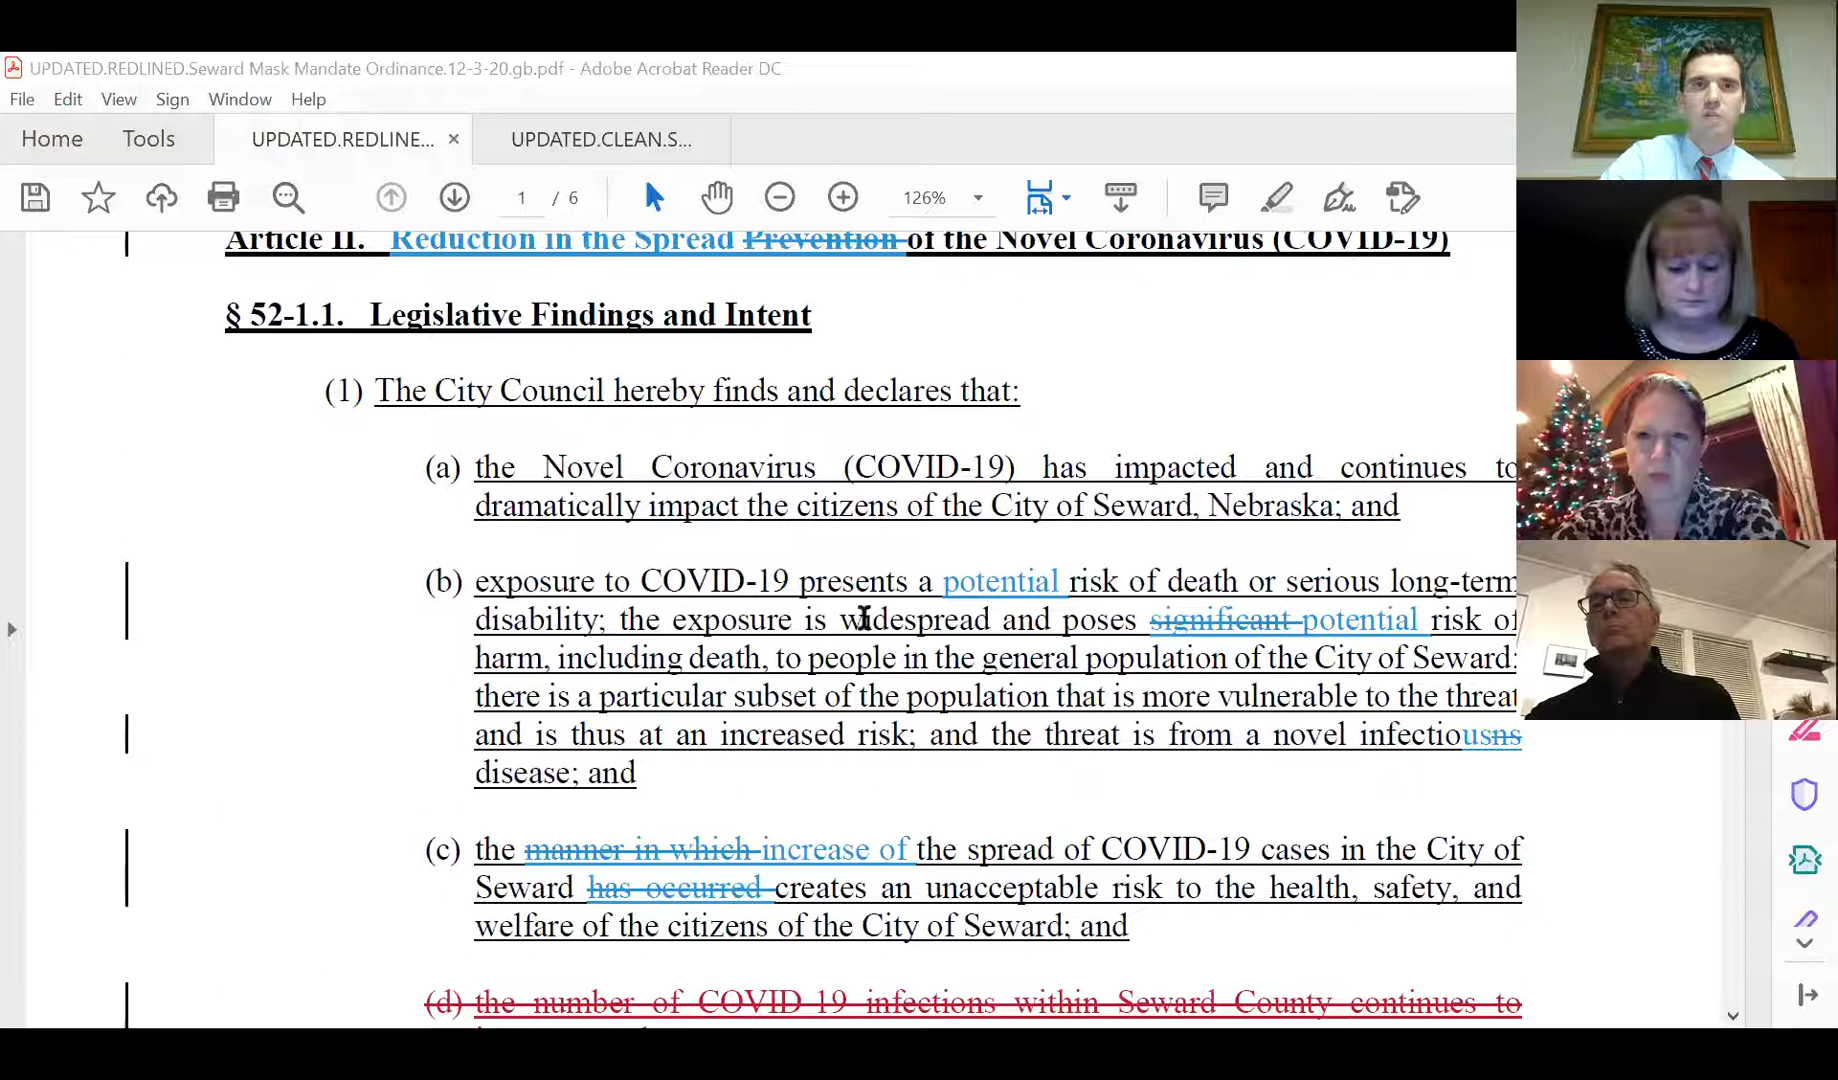 UPDATED.REDLINED.Seward Mask Mandate Ordinance.12-3-20.gb.pdf - Adobe Acrobat Reader DC
File Edit View Sign Window Help
Home Tools UPDATED.REDLINE... × UPDATED.CLEAN.S...
1 / 6 126%
Article II. Reduction in the Spread Prevention of the Novel Coronavirus (COVID-19)
§ 52-1.1. Legislative Findings and Intent
(1) The City Council hereby finds and declares that:
(a) the Novel Coronavirus (COVID-19) has impacted and continues to
dramatically impact the citizens of the City of Seward, Nebraska; and
(b) exposure to COVID-19 presents a potential risk of death or serious long-term
disability; the exposure is widespread and poses significant potential risk of
harm, including death, to people in the general population of the City of Seward;
there is a particular subset of the population that is more vulnerable to the threat
and is thus at an increased risk; and the threat is from a novel infectiousns
disease; and
(c) the manner in which increase of the spread of COVID-19 cases in the City of
Seward has occurred creates an unacceptable risk to the health, safety, and
welfare of the citizens of the City of Seward; and
(d) the number of COVID-19 infections within Seward County continues to